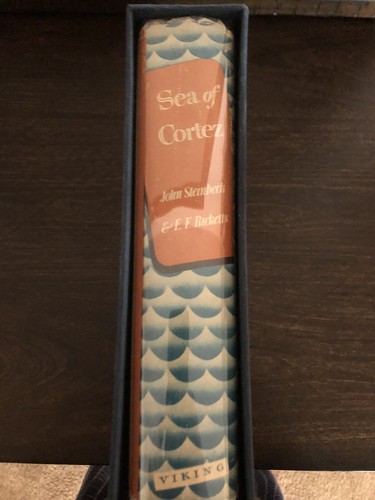 Sea of
Cortez
John Steinbeck
& E. F. Ricketts
VIKING